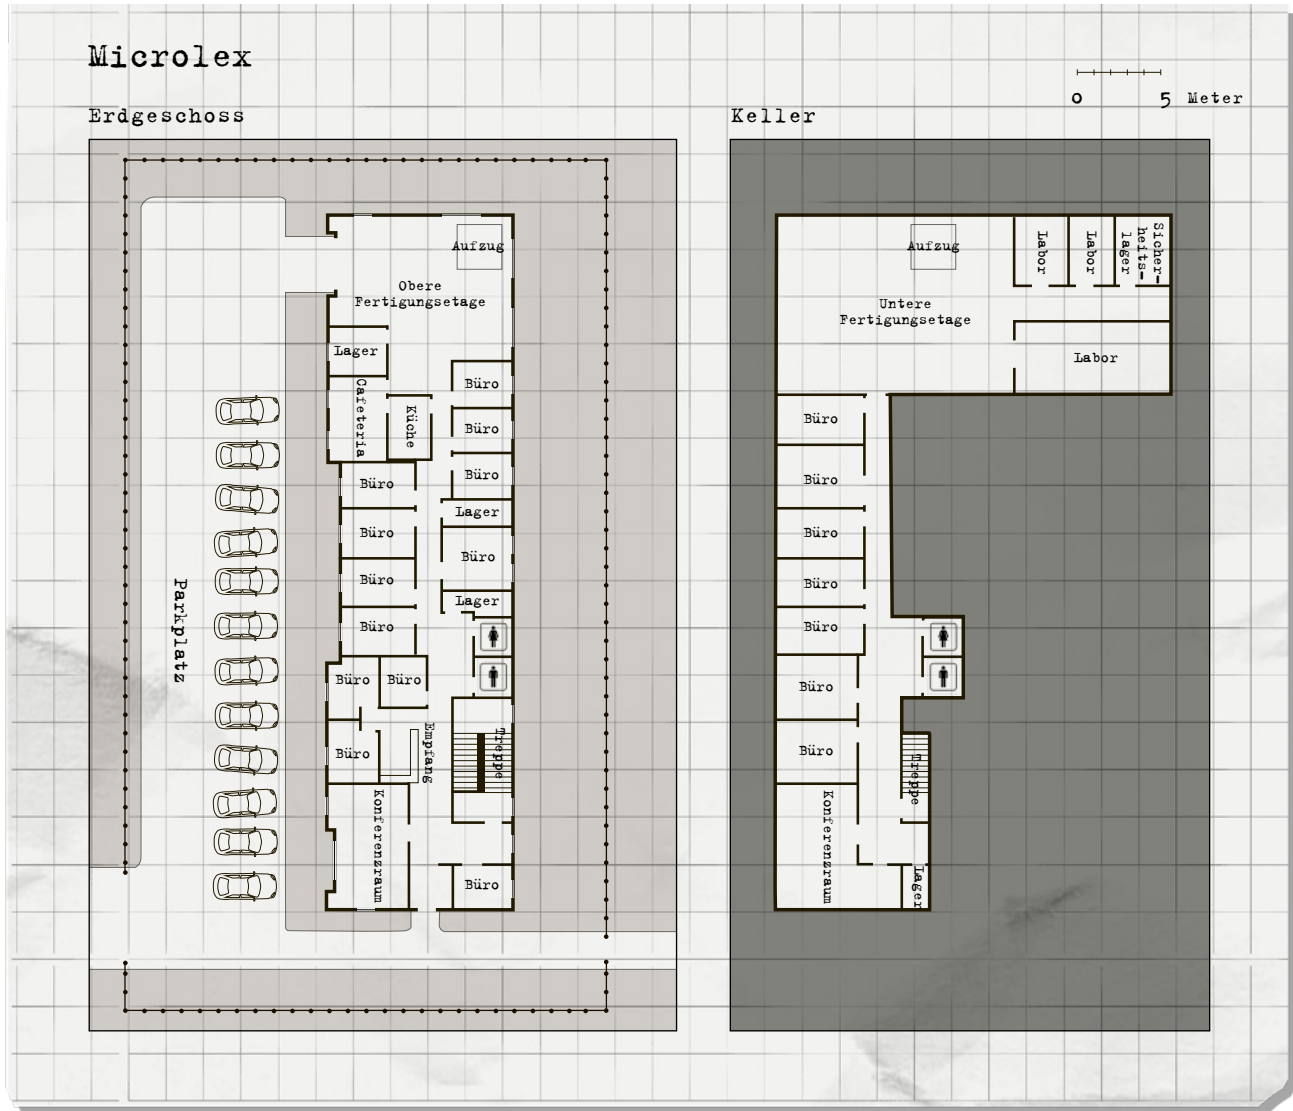 Microlex
0 5 Meter
Erdgeschoss
Aufzug
Obere
Fertigungsetage
Lager
Büro
Cafeteria
Küche
Büro
Büro
Büro
Lager
Büro
Büro
Büro
Lager
Büro
Parkplatz
Büro
Büro
Empfang
Treppe
Büro
Konferenzraum
Büro
Keller
Aufzug
Labor
Labor
Sicher-
heits-
lager
Untere
Fertigungsetage
Labor
Büro
Büro
Büro
Büro
Büro
Büro
Büro
Treppe
Konferenzraum
Lager